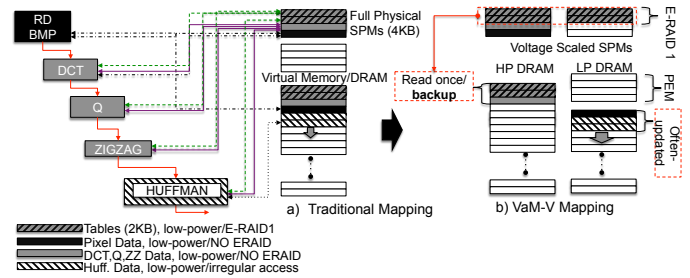 RD
BMP
DCT
Q
ZIGZAG
HUFFMAN
Full Physical
SPMs (4KB)
Virtual Memory/DRAM
a) Traditional Mapping
Read once/
backup
Voltage Scaled SPMs
HP DRAM
LP DRAM
E-RAID 1
PEM
Often-
updated
b) VaM-V Mapping
Tables (2KB), low-power/E-RAID1
Pixel Data, low-power/NO ERAID
DCT,Q,ZZ Data, low-power/NO ERAID
Huff. Data, low-power/irregular access